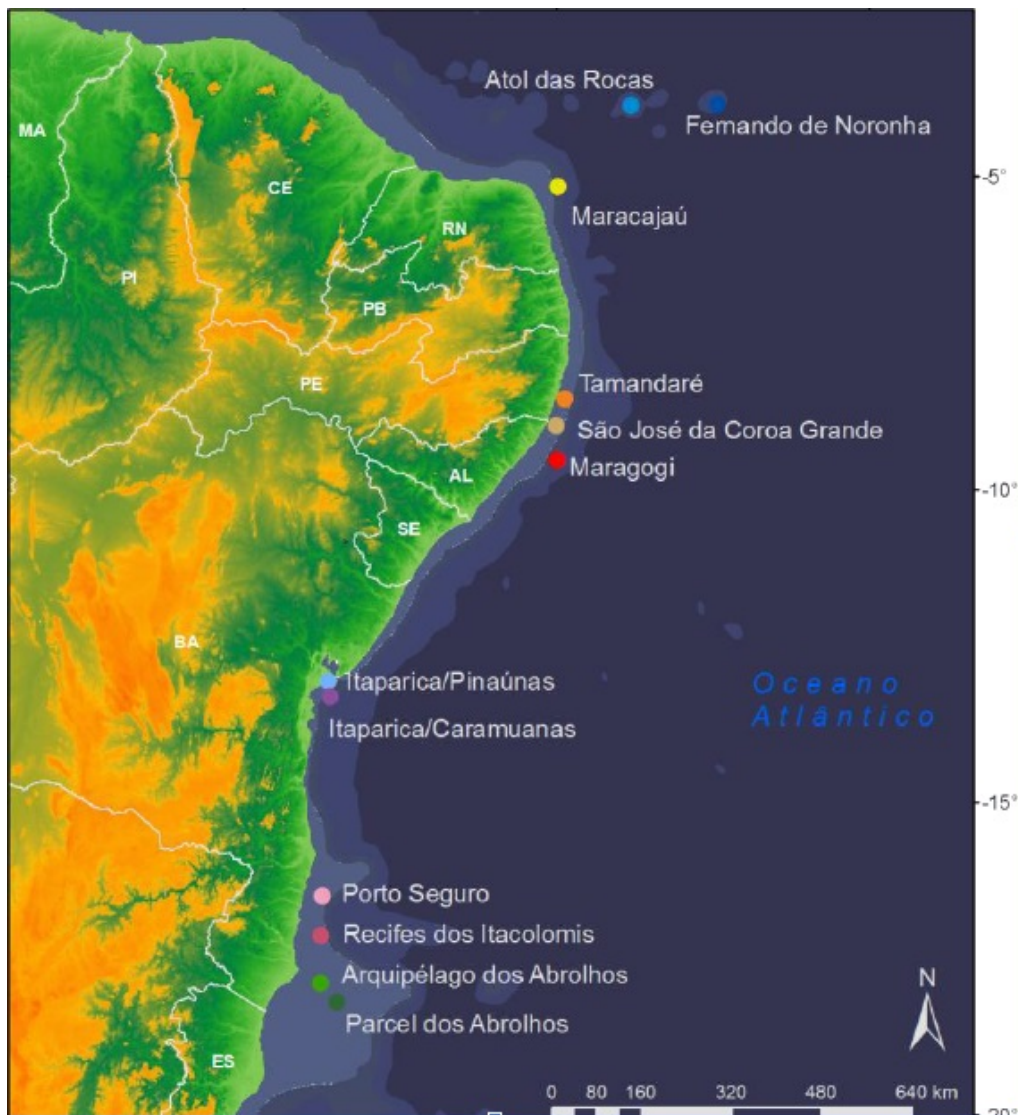 Atol das Rocas
Fernando de Noronha
MA
-5°
CE
Maracajaú
RN
PI
PB
PE
Tamandaré
São José da Coroa Grande
Maragogi
AL
-10°
SE
BA
Itaparica/Pinaúnas
Oceano
Atlântico
Itaparica/Caramuanas
-15°
Porto Seguro
Recifes dos Itacolomis
Arquipélago dos Abrolhos
N
Parcel dos Abrolhos
ES
0 80 160 320 480 640 km
-20°